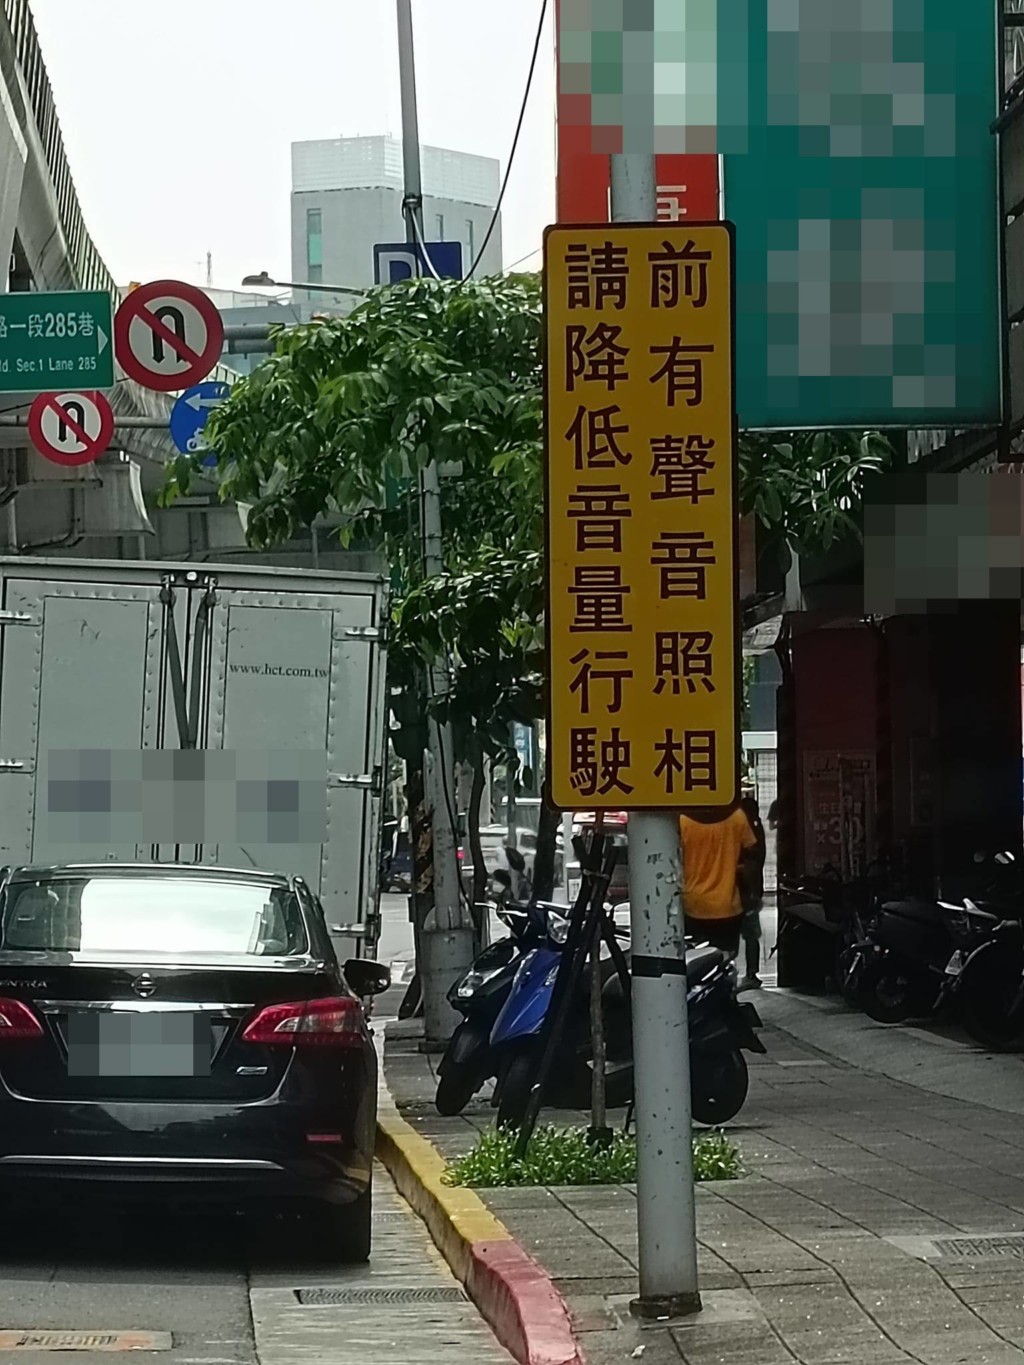 前有聲音照相
請降低音量行駛
P
路一段285巷
Sec.1 Lane 285
www.hct.com.tw